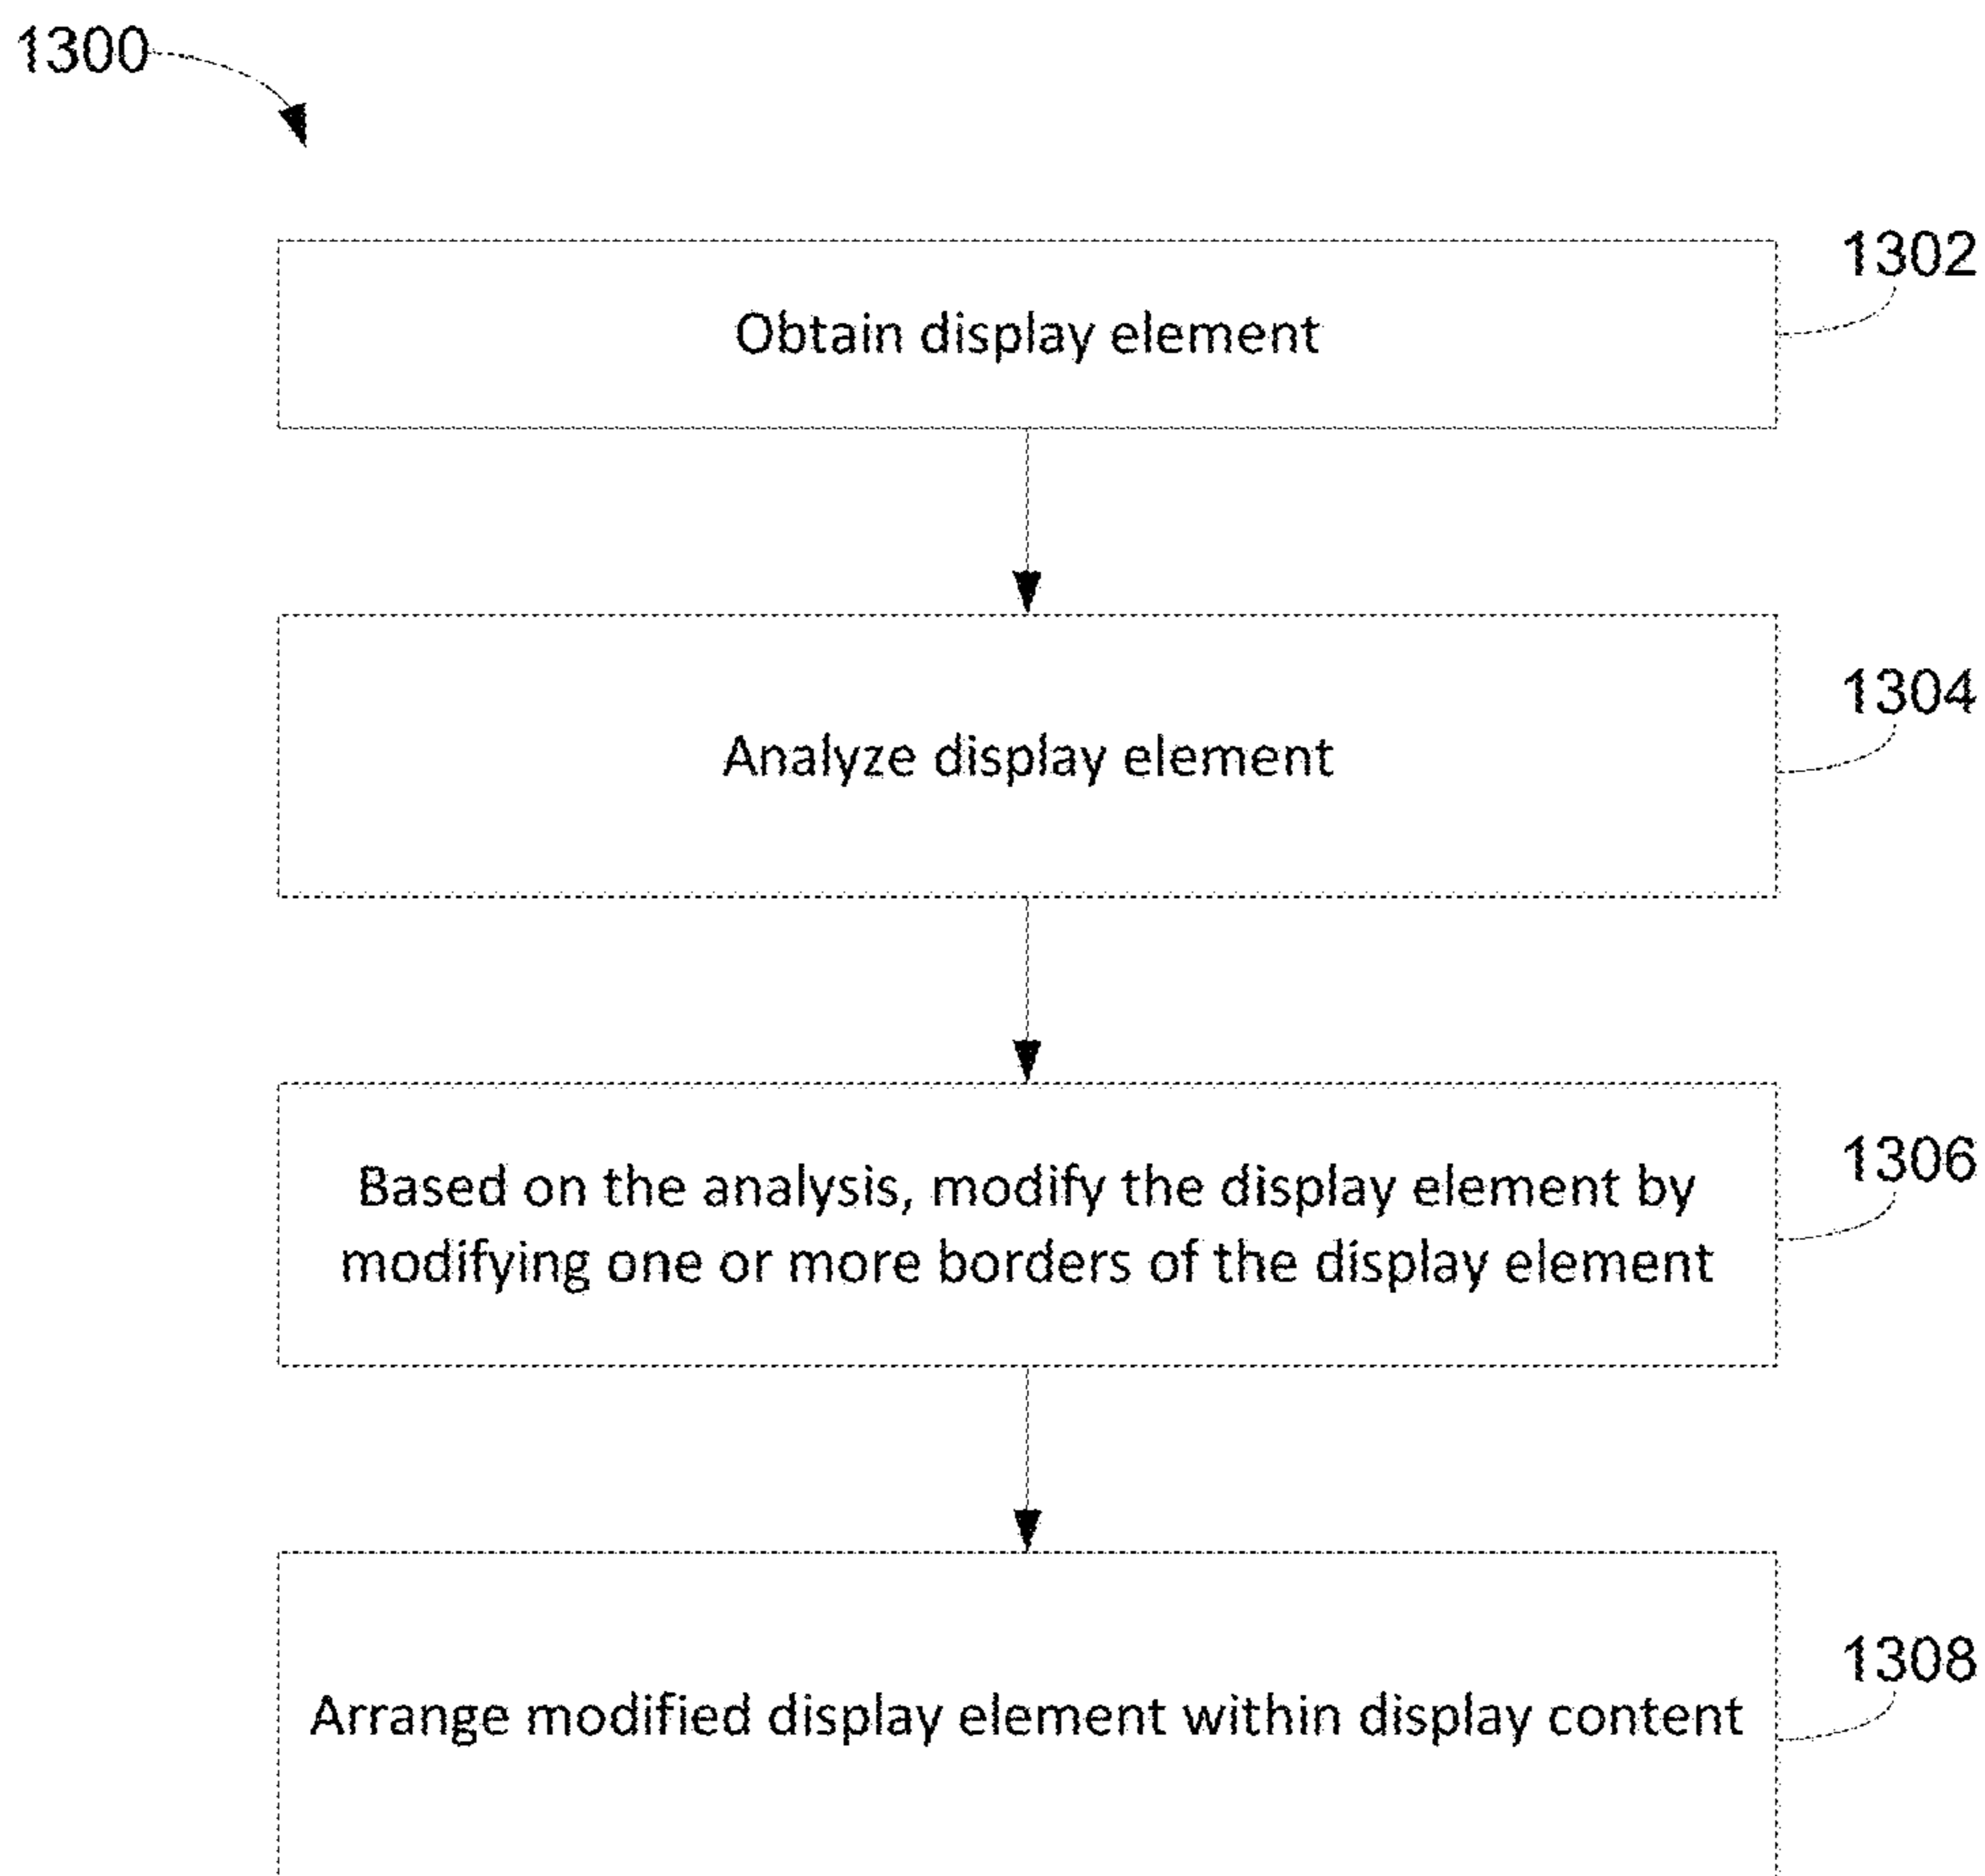 1300
1302
Obtain display element
1304
Analyze display element
1306
Based on the analysis, modify the display element by
modifying one or more borders of the display element
1308
Arrange modified display element within display content